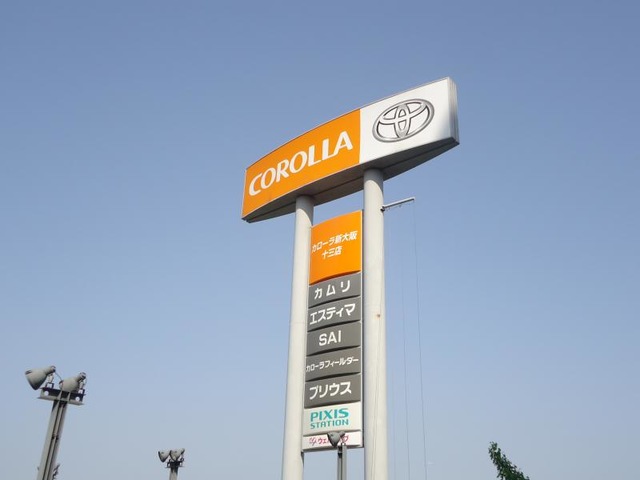 COROLLA
カローラ新大阪
十三店
カムリ
エスティマ
SAI
カローラフィールダー
プリウス
PIXIS
STATION